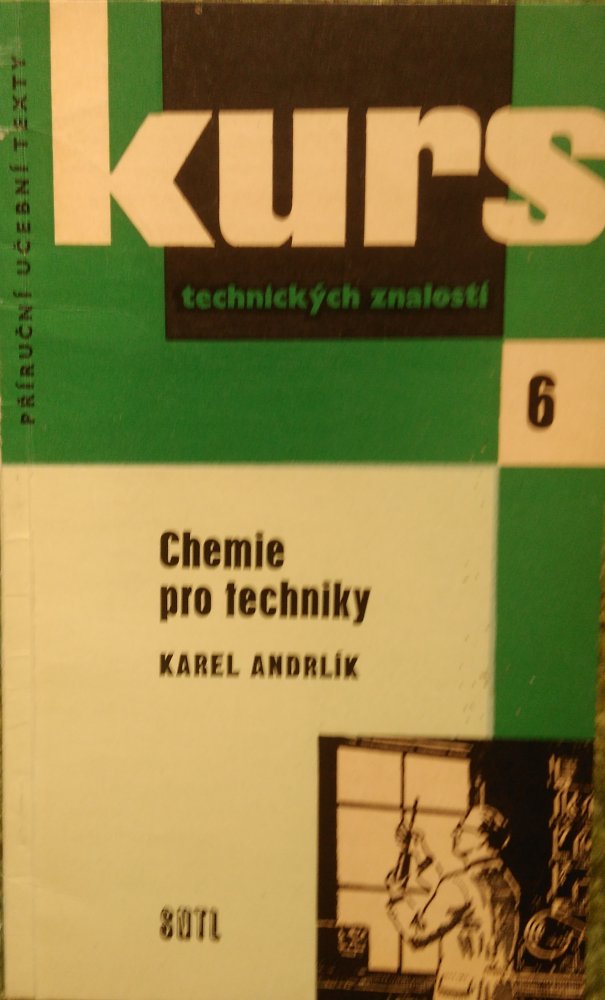 PŘÍRUČNÍ UČEBNÍ TEXTY
kurs
technických znalostí
6
Chemie
pro techniky
KAREL ANDRLÍK
SNTL